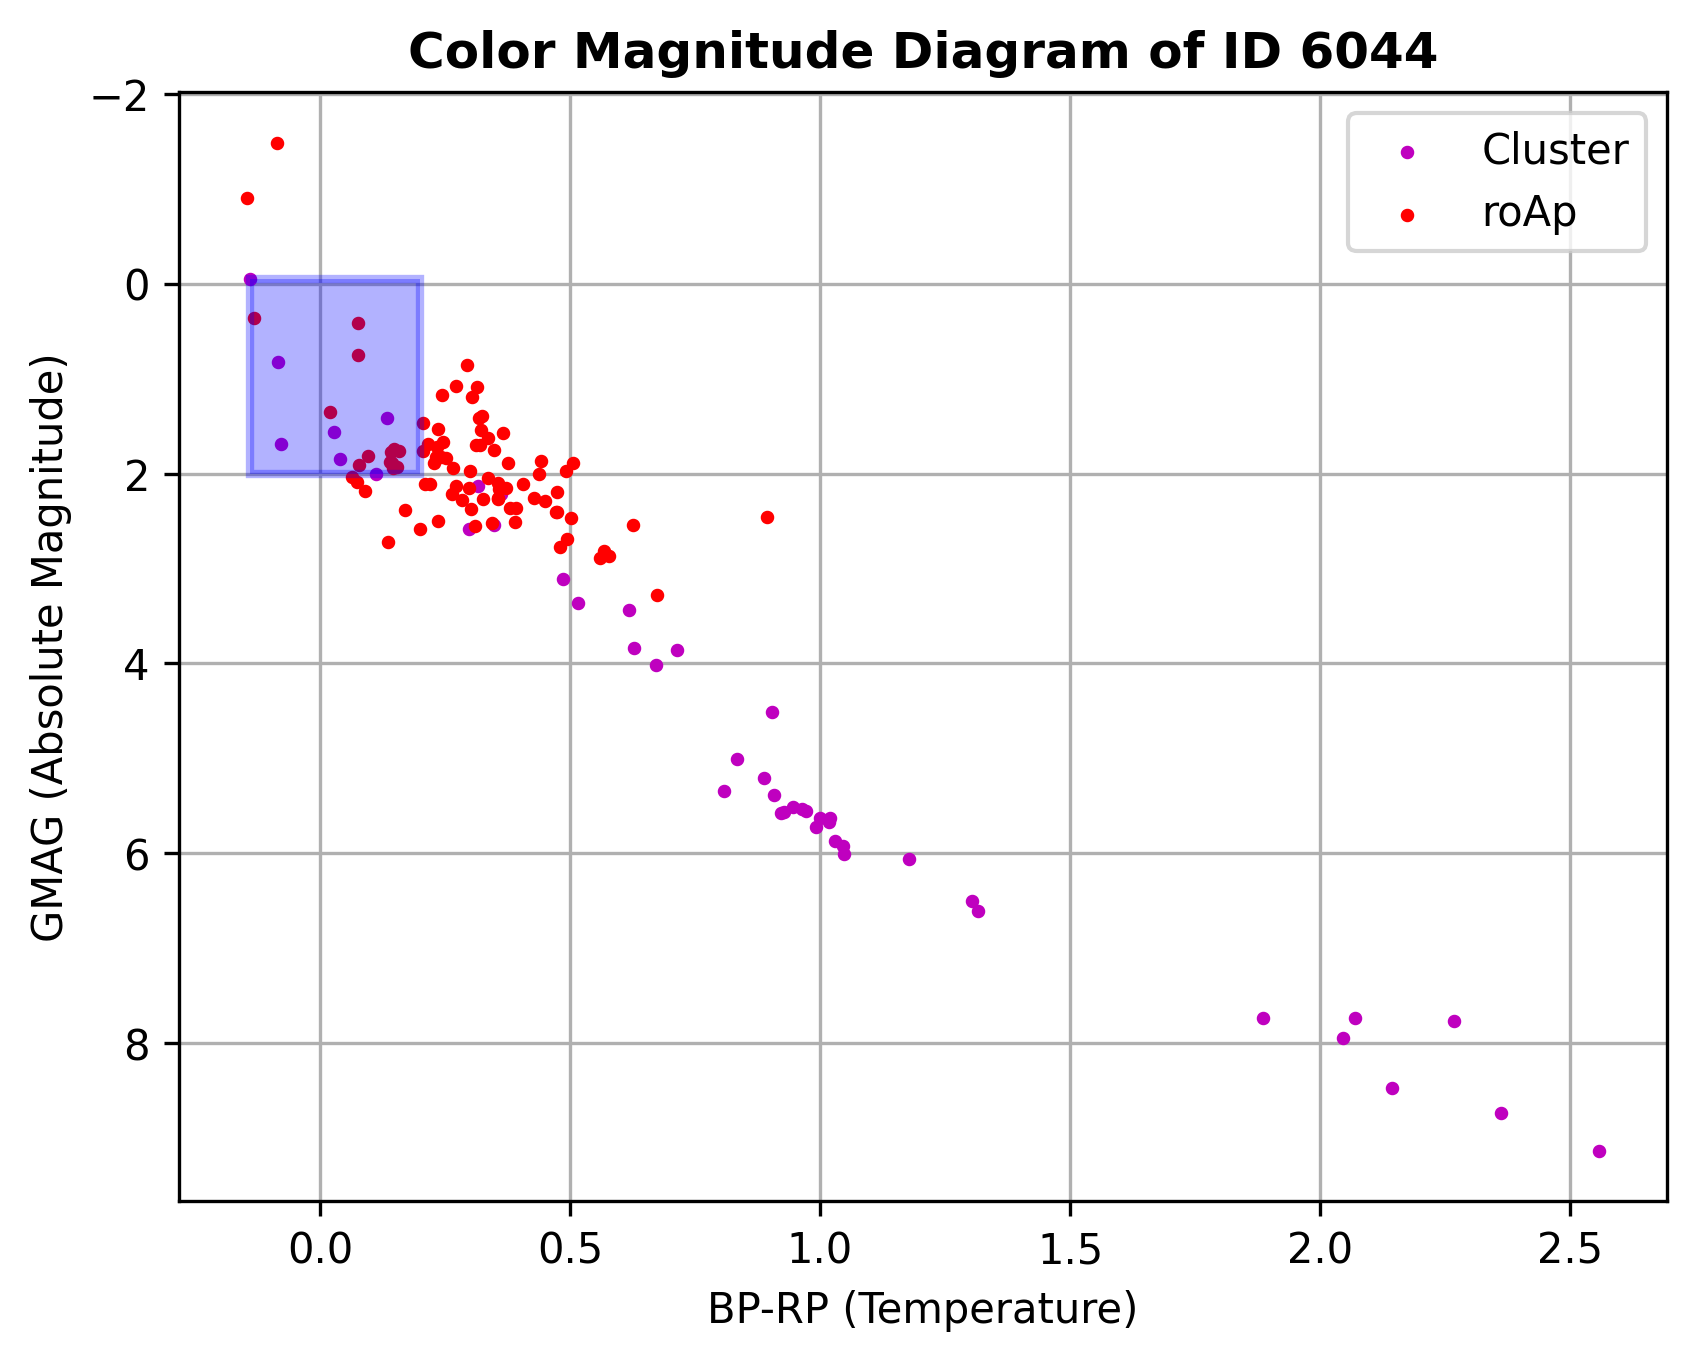 Color Magnitude Diagram of ID 6044
Cluster
roAp
GMAG (Absolute Magnitude)
−2
0
2
4
6
8
0.0 0.5 1.0 1.5 2.0 2.5
BP-RP (Temperature)